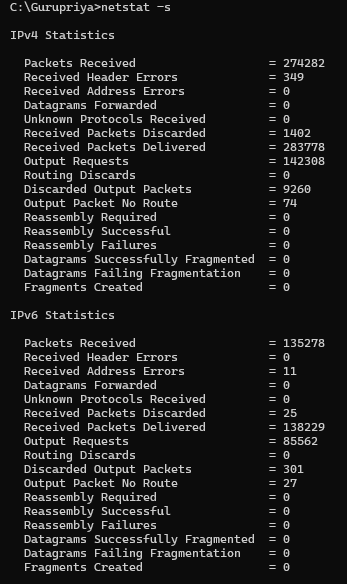 C:\Gurupriya>netstat -s
IPv4 Statistics
Packets Received = 274282
Received Header Errors = 349
Received Address Errors = 0
Datagrams Forwarded = 0
Unknown Protocols Received = 0
Received Packets Discarded = 1402
Received Packets Delivered = 283778
Output Requests = 142308
Routing Discards = 0
Discarded Output Packets = 9260
Output Packet No Route = 74
Reassembly Required = 0
Reassembly Successful = 0
Reassembly Failures = 0
Datagrams Successfully Fragmented = 0
Datagrams Failing Fragmentation = 0
Fragments Created = 0
IPv6 Statistics
Packets Received = 135278
Received Header Errors = 0
Received Address Errors = 11
Datagrams Forwarded = 0
Unknown Protocols Received = 0
Received Packets Discarded = 25
Received Packets Delivered = 138229
Output Requests = 85562
Routing Discards = 0
Discarded Output Packets = 301
Output Packet No Route = 27
Reassembly Required = 0
Reassembly Successful = 0
Reassembly Failures = 0
Datagrams Successfully Fragmented = 0
Datagrams Failing Fragmentation = 0
Fragments Created = 0